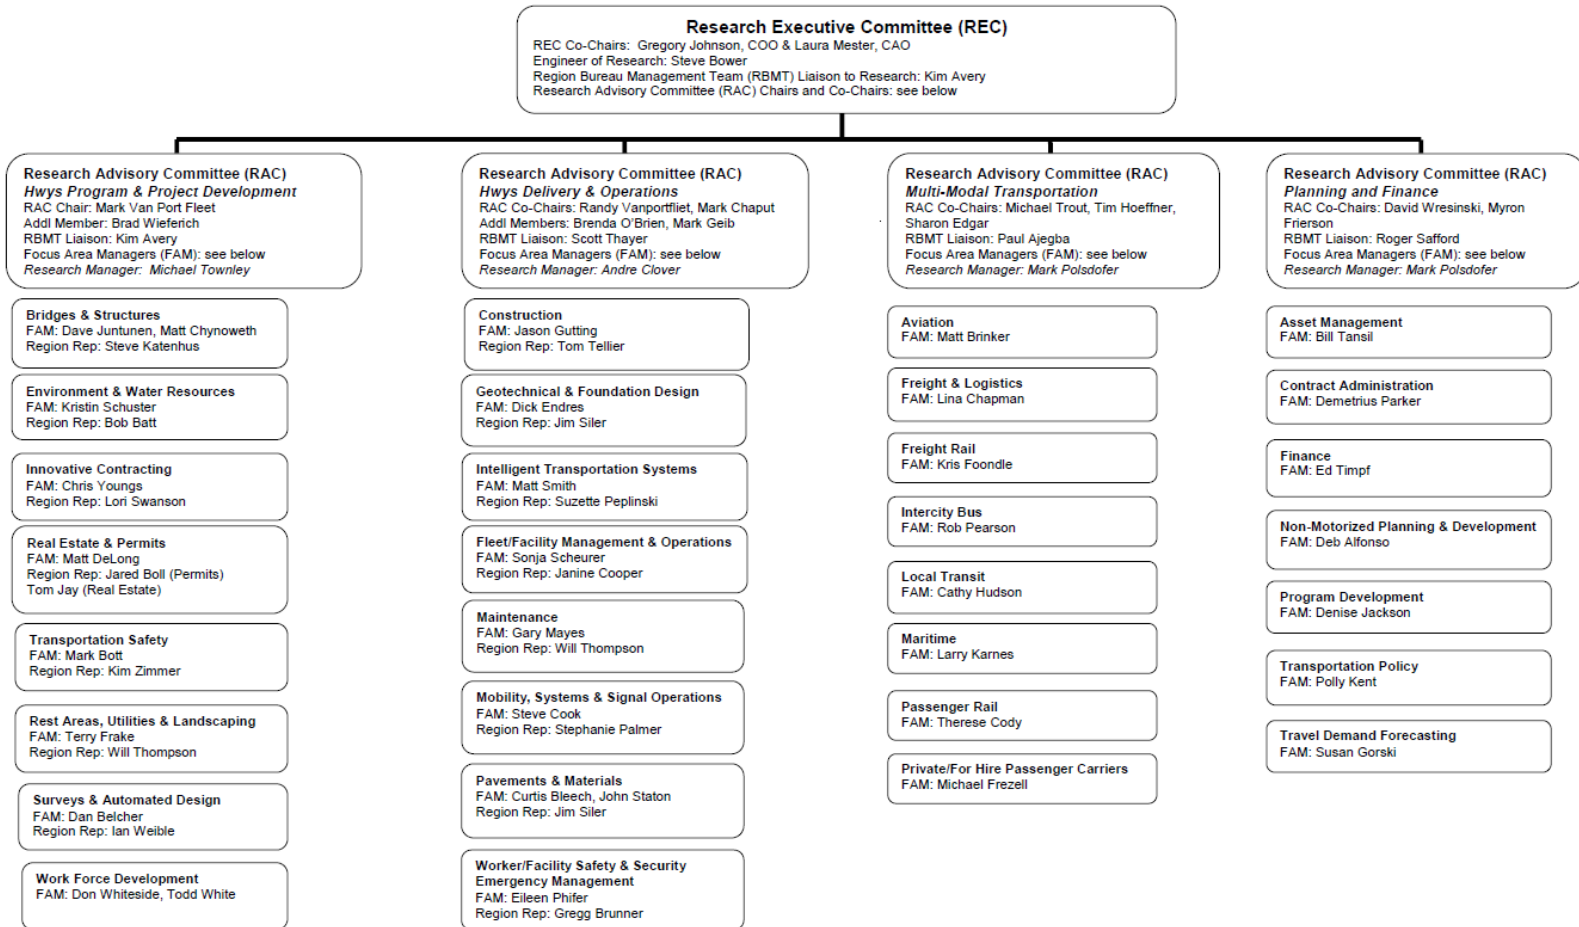 Research Executive Committee (REC)
REC Co-Chairs:  Gregory Johnson, COO & Laura Mester, CAO
Engineer of Research: Steve Bower
Region Bureau Management Team (RBMT) Liaison to Research: Kim Avery
Research Advisory Committee (RAC) Chairs and Co-Chairs: see below
Research Advisory Committee (RAC)
Hwys Program & Project Development
RAC Chair: Mark Van Port Fleet
Addl Member: Brad Wieferich
RBMT Liaison: Kim Avery
Focus Area Managers (FAM): see below
Research Manager:  Michael Townley
Bridges & Structures
FAM: Dave Juntunen, Matt Chynoweth
Region Rep: Steve Katenhus
Environment & Water Resources
FAM: Kristin Schuster
Region Rep: Bob Batt
Innovative Contracting
FAM: Chris Youngs
Region Rep: Lori Swanson
Real Estate & Permits
FAM: Matt DeLong
Region Rep: Jared Boll (Permits)
Tom Jay (Real Estate)
Transportation Safety
FAM: Mark Bott
Region Rep: Kim Zimmer
Rest Areas, Utilities & Landscaping
FAM: Terry Frake
Region Rep: Will Thompson
Surveys & Automated Design
FAM: Dan Belcher
Region Rep: Ian Weible
Work Force Development
FAM: Don Whiteside, Todd White
Research Advisory Committee (RAC)
Hwys Delivery & Operations
RAC Co-Chairs: Randy Vanportfliet, Mark Chaput
Addl Members: Brenda O'Brien, Mark Geib
RBMT Liaison: Scott Thayer
Focus Area Managers (FAM): see below
Research Manager: Andre Clover
Construction
FAM: Jason Gutting
Region Rep: Tom Tellier
Geotechnical & Foundation Design
FAM: Dick Endres
Region Rep: Jim Siler
Intelligent Transportation Systems
FAM: Matt Smith
Region Rep: Suzette Peplinski
Fleet/Facility Management & Operations
FAM: Sonja Scheurer
Region Rep: Janine Cooper
Maintenance
FAM: Gary Mayes
Region Rep: Will Thompson
Mobility, Systems & Signal Operations
FAM: Steve Cook
Region Rep: Stephanie Palmer
Pavements & Materials
FAM: Curtis Bleech, John Staton
Region Rep: Jim Siler
Worker/Facility Safety & Security
Emergency Management
FAM: Eileen Phifer
Region Rep: Gregg Brunner
Research Advisory Committee (RAC)
Multi-Modal Transportation
RAC Co-Chairs: Michael Trout, Tim Hoeffner,
Sharon Edgar
RBMT Liaison: Paul Ajegba
Focus Area Managers (FAM): see below
Research Manager: Mark Polsdofer
Aviation
FAM: Matt Brinker
Freight & Logistics
FAM: Lina Chapman
Freight Rail
FAM: Kris Foondle
Intercity Bus
FAM: Rob Pearson
Local Transit
FAM: Cathy Hudson
Maritime
FAM: Larry Karnes
Passenger Rail
FAM: Therese Cody
Private/For Hire Passenger Carriers
FAM: Michael Frezell
Research Advisory Committee (RAC)
Planning and Finance
RAC Co-Chairs: David Wresinski, Myron
Frierson
RBMT Liaison: Roger Safford
Focus Area Managers (FAM): see below
Research Manager: Mark Polsdofer
Asset Management
FAM: Bill Tansil
Contract Administration
FAM: Demetrius Parker
Finance
FAM: Ed Timpf
Non-Motorized Planning & Development
FAM: Deb Alfonso
Program Development
FAM: Denise Jackson
Transportation Policy
FAM: Polly Kent
Travel Demand Forecasting
FAM: Susan Gorski